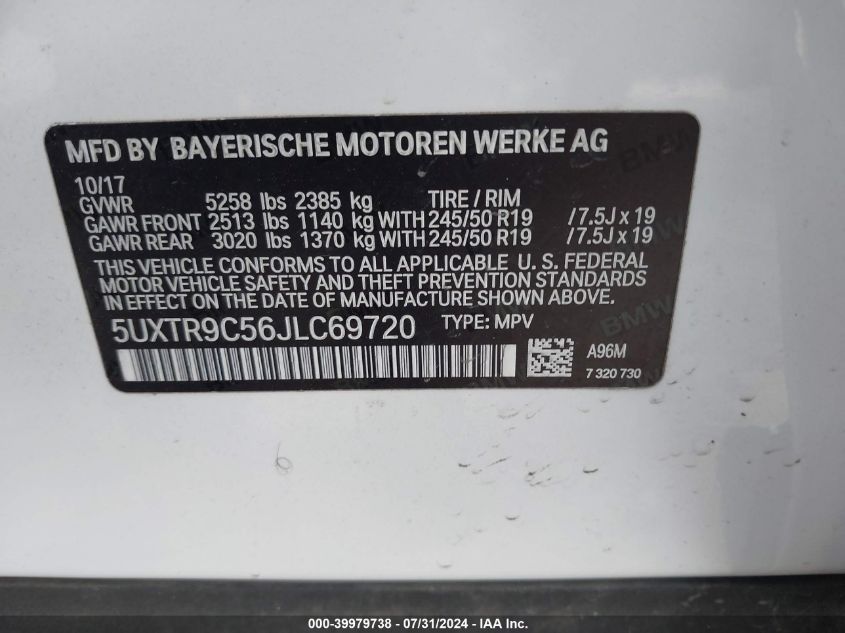 MFD BY BAYERISCHE MOTOREN WERKE AG
10/17
GVWR 5258 lbs 2385 kg TIRE / RIM
GAWR FRONT 2513 lbs 1140 kg WITH 245/50 R19 /7.5J x 19
GAWR REAR 3020 lbs 1370 kg WITH 245/50 R19 /7.5J x 19
THIS VEHICLE CONFORMS TO ALL APPLICABLE U. S. FEDERAL
MOTOR VEHICLE SAFETY AND THEFT PREVENTION STANDARDS
IN EFFECT ON THE DATE OF MANUFACTURE SHOWN ABOVE.
5UXTR9C56JLC69720 TYPE: MPV
A96M
7 320 730
BMW
BMW
000-39979738 - 07/31/2024 - IAA Inc.